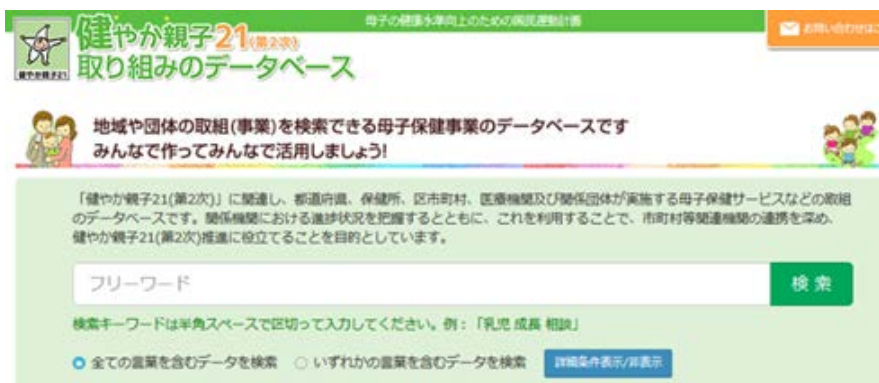 母子の健康水準向上のための国民運動計画
お問い合わせはこ
健やか親子21
健やか親子21(第2次)
取り組みのデータベース
地域や団体の取組(事業)を検索できる母子保健事業のデータベースです
みんなで作ってみんなで活用しましょう!
「健やか親子21(第2次)」に関連し、都道府県、保健所、区市町村、医療機関及び関係団体が実施する母子保健サービスなどの取組
のデータベースです。関係機関における進捗状況を把握するとともに、これを利用することで、市町村等関連機関の連携を深め、
健やか親子21(第2次)推進に役立てることを目的としています。
フリーワード
検索
検索キーワードは半角スペースで区切って入力してください。例：「乳児 成長 相談」
全ての言葉を含むデータを検索 いずれかの言葉を含むデータを検索 詳細条件表示/非表示